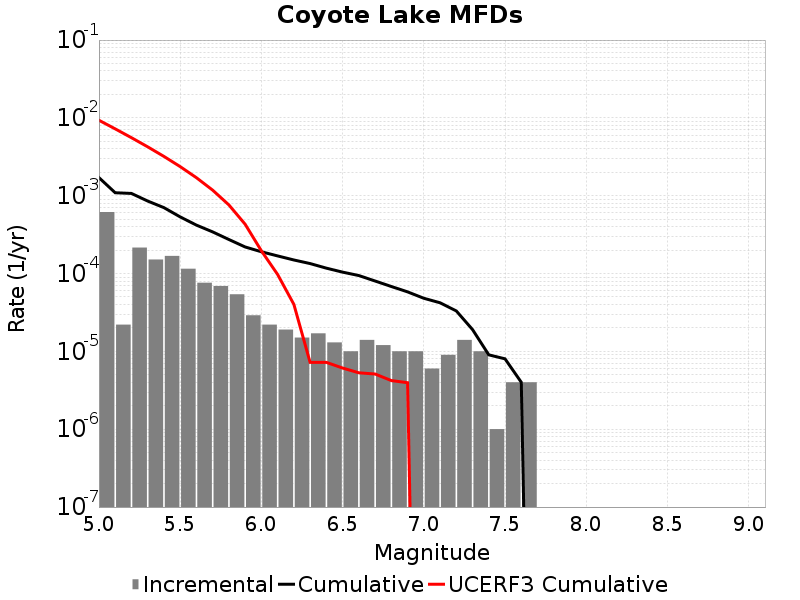 Coyote Lake MFDs
10^-1
10^-2
10^-3
10^-4
10^-5
10^-6
10^-7
Rate (1/yr)
5.0 5.5 6.0 6.5 7.0 7.5 8.0 8.5 9.0
Magnitude
Incremental Cumulative UCERF3 Cumulative